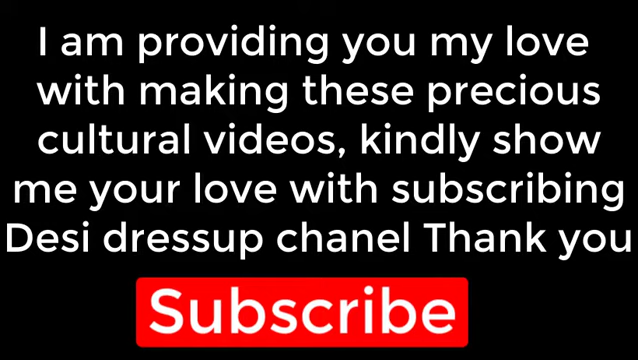 I am providing you my love
with making these precious
cultural videos, kindly show
me your love with subscribing
Desi dressup chanel Thank you
Subscribe